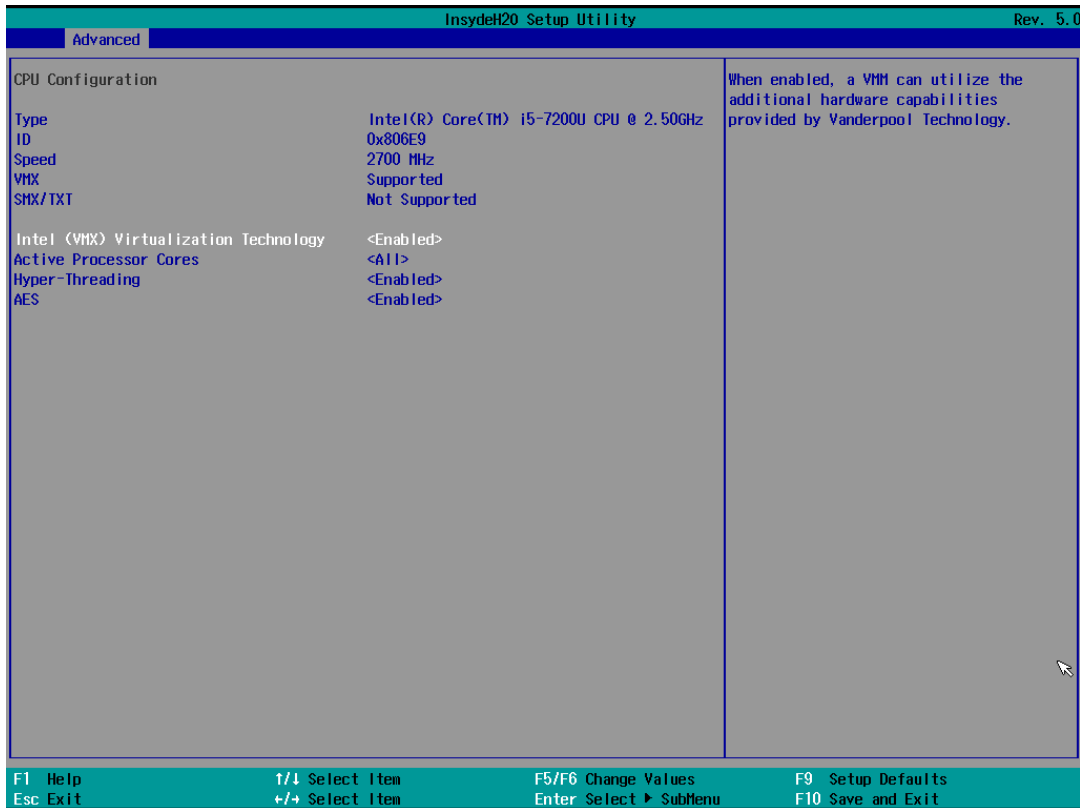 InsydeH20 Setup Utility Rev. 5.0
Advanced
CPU Configuration
Type Intel(R) Core(TM) i5-7200U CPU @ 2.50GHz
ID 0x806E9
Speed 2700 MHz
VMX Supported
SMX/TXT Not Supported
Intel (VMX) Virtualization Technology <Enabled>
Active Processor Cores <All>
Hyper-Threading <Enabled>
AES <Enabled>
When enabled, a VMM can utilize the
additional hardware capabilities
provided by Vanderpool Technology.
F1 Help ↑/↓ Select Item F5/F6 Change Values F9 Setup Defaults
Esc Exit ←/→ Select Item Enter Select ▶ SubMenu F10 Save and Exit